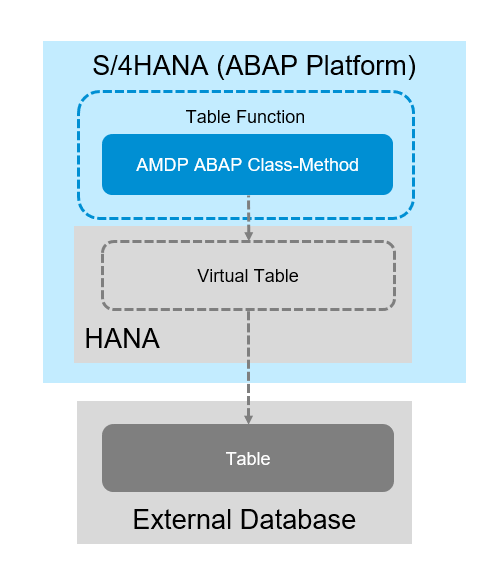 S/4HANA (ABAP Platform)
Table Function
AMDP ABAP Class-Method
Virtual Table
HANA
Table
External Database